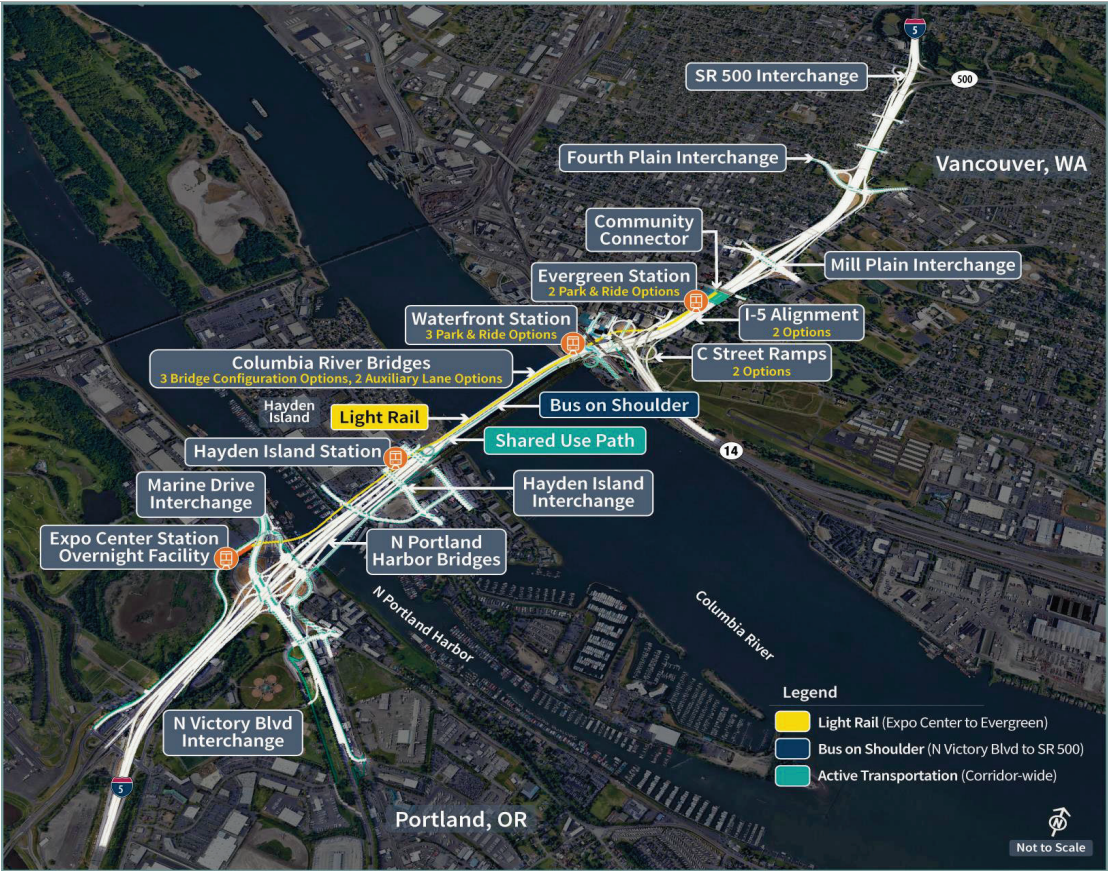 5
SR 500 Interchange
500
Fourth Plain Interchange
Vancouver, WA
Community
Connector
Mill Plain Interchange
Evergreen Station
2 Park & Ride Options
I-5 Alignment
2 Options
Waterfront Station
3 Park & Ride Options
C Street Ramps
2 Options
Columbia River Bridges
3 Bridge Configuration Options, 2 Auxiliary Lane Options
Hayden
Island
Light Rail
Bus on Shoulder
Shared Use Path
14
Hayden Island Station
Marine Drive
Interchange
Hayden Island
Interchange
Expo Center Station
Overnight Facility
N Portland
Harbor Bridges
N Portland Harbor
Columbia River
N Victory Blvd
Interchange
5
Portland, OR
Legend
Light Rail (Expo Center to Evergreen)
Bus on Shoulder (N Victory Blvd to SR 500)
Active Transportation (Corridor-wide)
N
Not to Scale